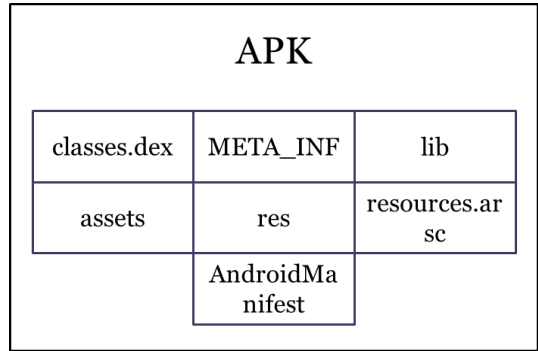 APK
classes.dex
META_INF
lib
assets
res
resources.ar
sc
AndroidMa
nifest